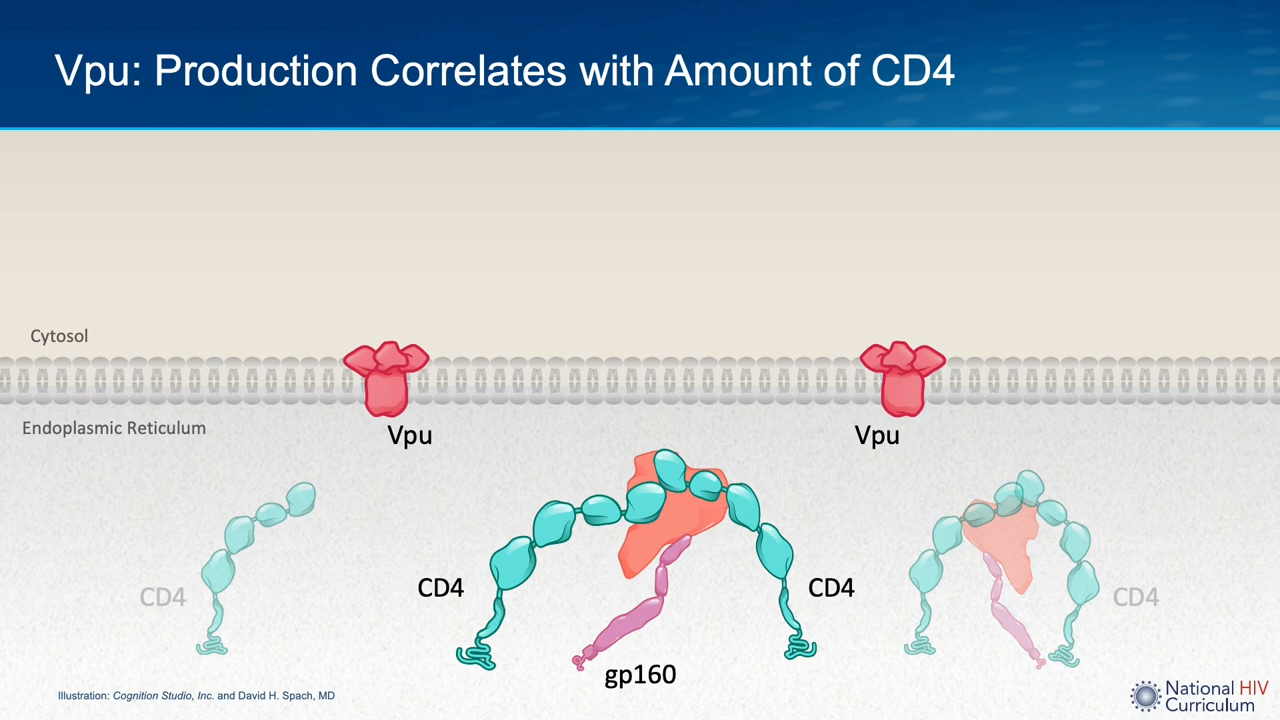 Vpu: Production Correlates with Amount of CD4
Cytosol
Endoplasmic Reticulum
Vpu
Vpu
CD4
CD4
CD4
CD4
gp160
Illustration: Cognition Studio, Inc. and David H. Spach, MD
National HIV
Curriculum